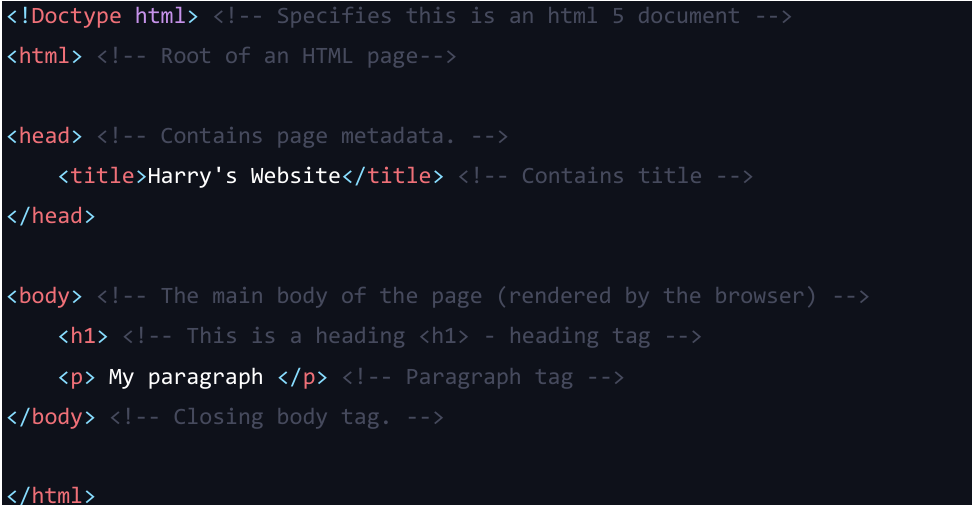 <!Doctype html> <!-- Specifies this is an html 5 document -->
<html> <!-- Root of an HTML page-->
<head> <!-- Contains page metadata. -->
<title>Harry's Website</title> <!-- Contains title -->
</head>
<body> <!-- The main body of the page (rendered by the browser) -->
<h1> <!-- This is a heading <h1> - heading tag -->
<p> My paragraph </p> <!-- Paragraph tag -->
</body> <!-- Closing body tag. -->
</html>